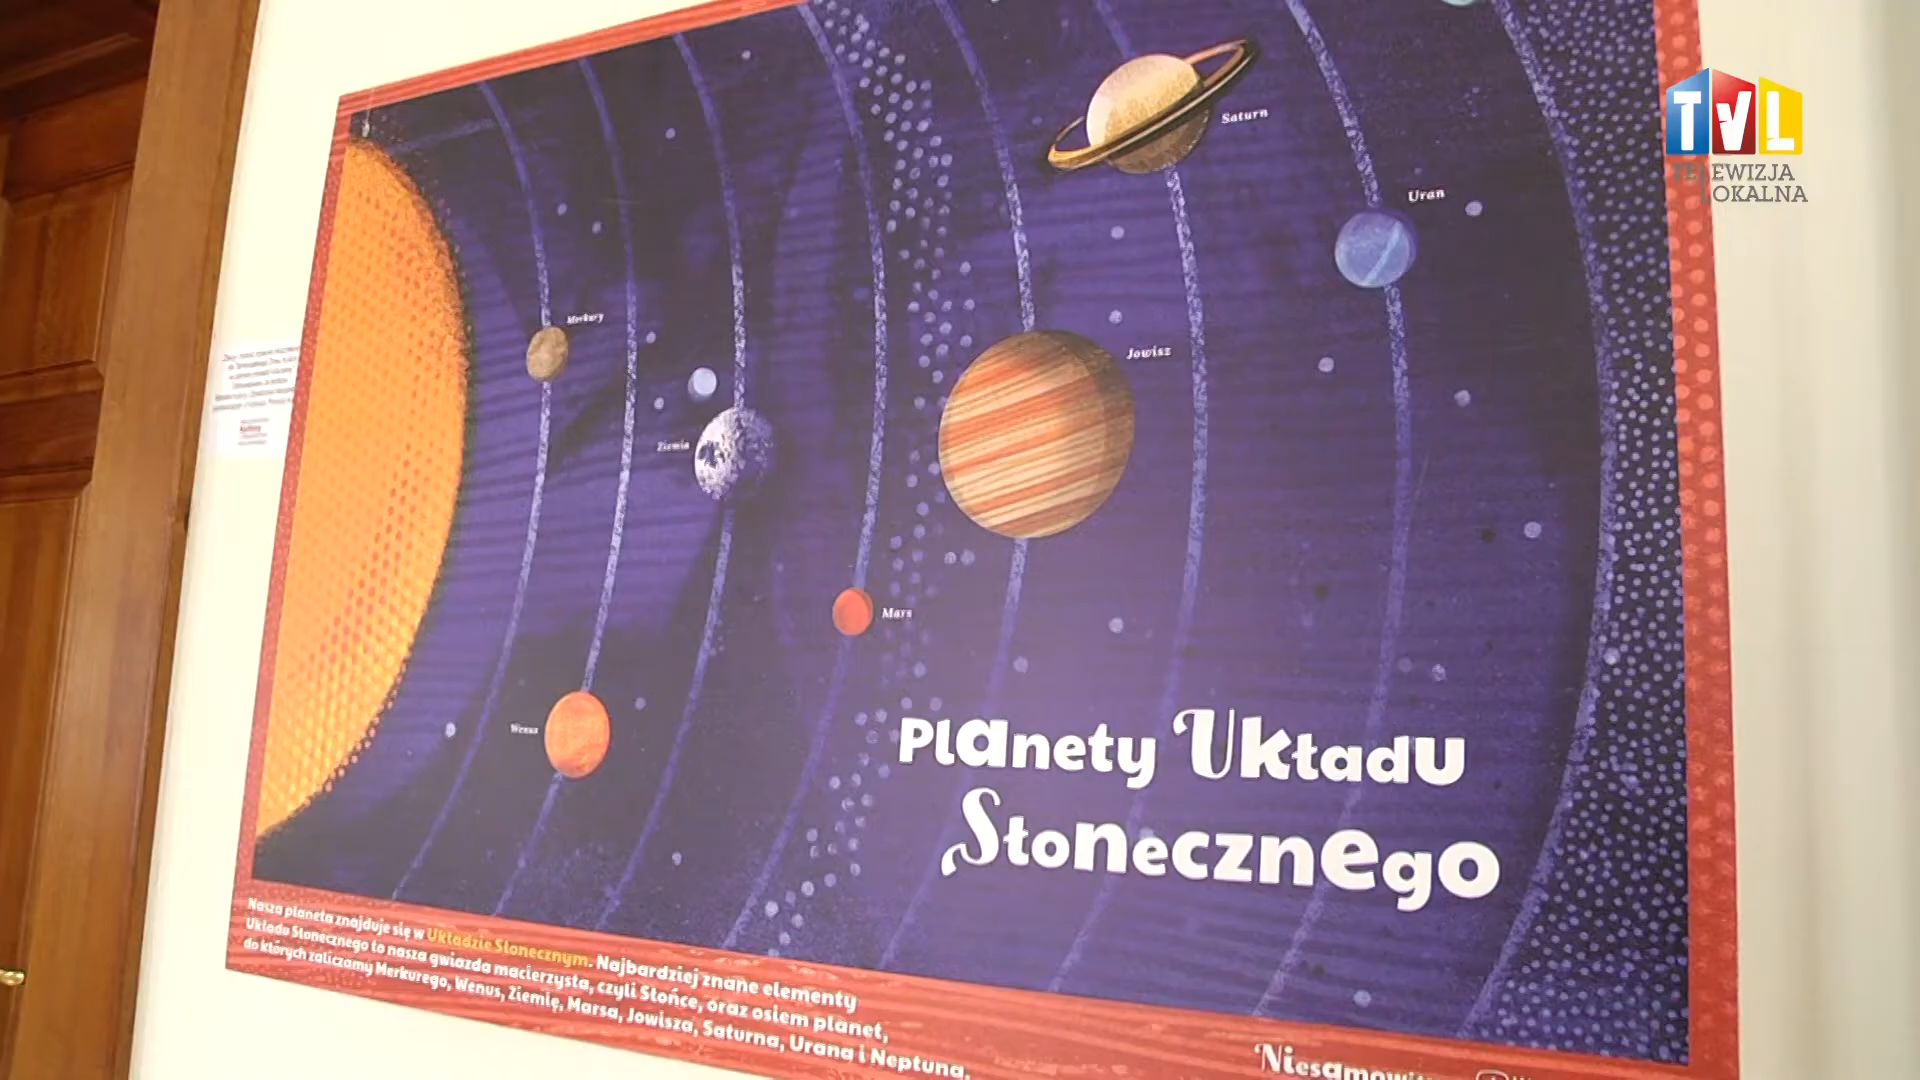 TVL
TELEWIZJA
LOKALNA
Saturn
Uran
Merkury
Jowisz
Ziemia
Mars
Wenus
Planety Układu
Słonecznego
Nasza planeta znajduje się w Układzie Słonecznym. Najbardziej znane elementy
Układu Słonecznego to nasza gwiazda macierzysta, czyli Słońce, oraz osiem planet,
do których zaliczamy Merkurego, Wenus, Ziemię, Marsa, Jowisza, Saturna, Urana i Neptuna.